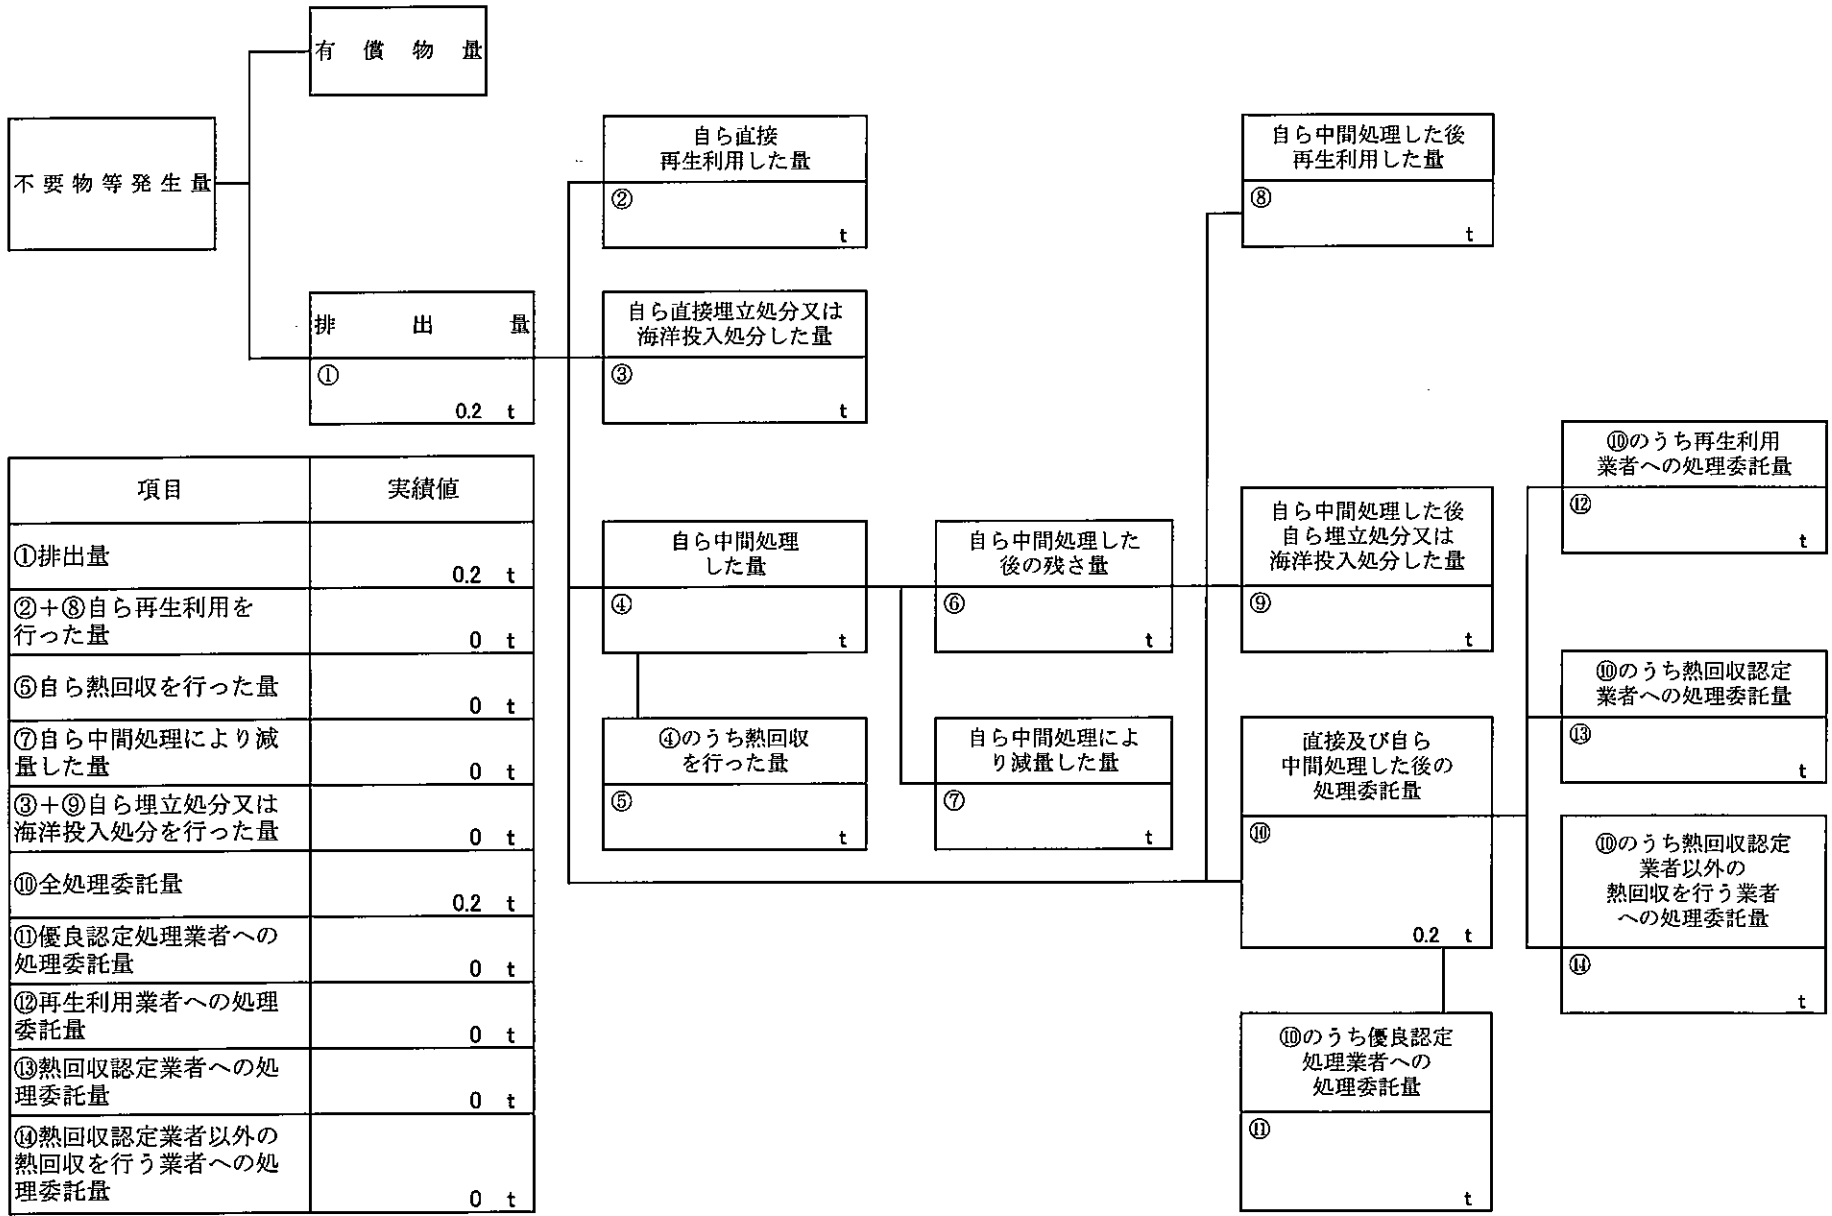 有償物量
不要物等発生量
排出量
①
0.2 t
自ら直接
再生利用した量
②
t
自ら直接埋立処分又は
海洋投入処分した量
③
t
自ら中間処理
した量
④
t
④のうち熱回収
を行った量
⑤
t
自ら中間処理した
後の残さ量
⑥
t
自ら中間処理によ
り減量した量
⑦
t
自ら中間処理した後
再生利用した量
⑧
t
自ら中間処理した後
自ら埋立処分又は
海洋投入処分した量
⑨
t
直接及び自ら
中間処理した後の
処理委託量
⑩
0.2 t
⑩のうち優良認定
処理業者への
処理委託量
⑪
t
⑩のうち再生利用
業者への処理委託量
⑫
t
⑩のうち熱回収認定
業者への処理委託量
⑬
t
⑩のうち熱回収認定
業者以外の
熱回収を行う業者
への処理委託量
⑭
t
項目 実績値
①排出量
0.2 t
②+⑧自ら再生利用を
行った量
0 t
⑤自ら熱回収を行った量
0 t
⑦自ら中間処理により減
量した量
0 t
③+⑨自ら埋立処分又は
海洋投入処分を行った量
0 t
⑩全処理委託量
0.2 t
⑪優良認定処理業者への
処理委託量
0 t
⑫再生利用業者への処理
委託量
0 t
⑬熱回収認定業者への処
理委託量
0 t
⑭熱回収認定業者以外の
熱回収を行う業者への処
理委託量
0 t